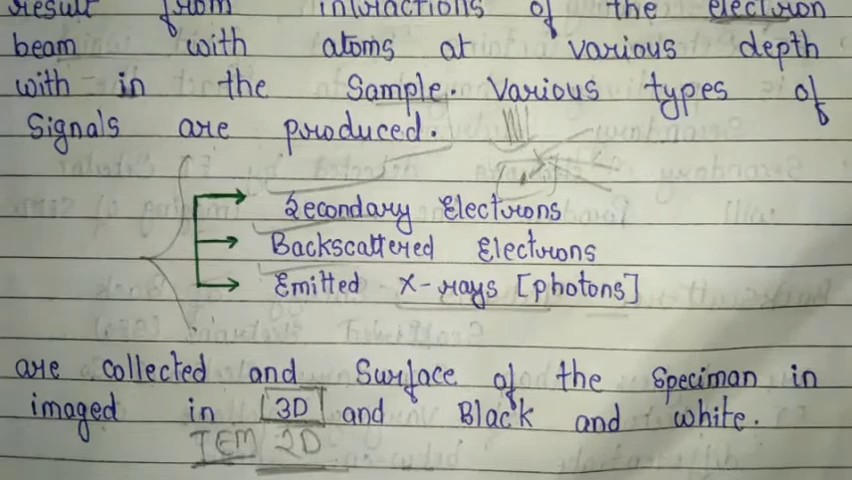 result from interactions of the electron
beam with atoms at various depth
with in the Sample. Various types of
Signals are produced.
Secondary Electrons
Backscattered Electrons
Emitted X-rays [photons]
are collected and Surface of the Speciman in
imaged in [3D] and Black and white.
TEM 2D